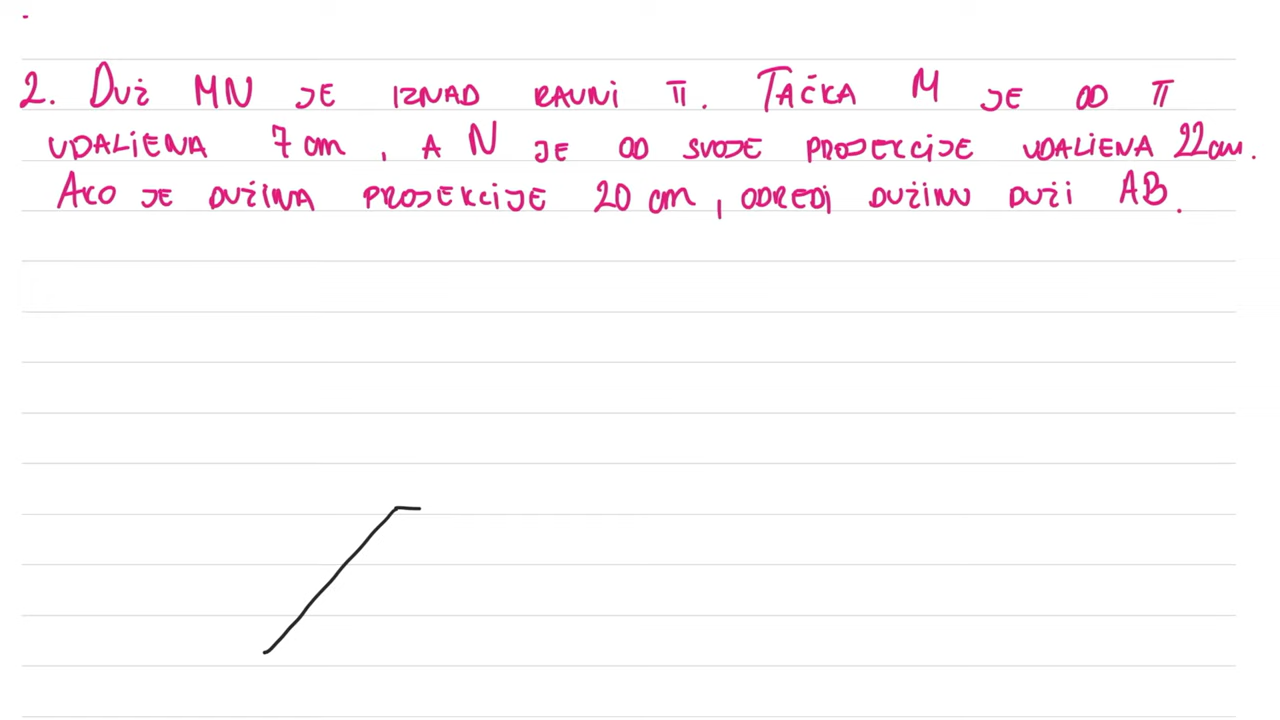 2. DUŽ MN JE IZNAD RAVNI π. TAČKA M JE OD π
UDALJENA 7 cm, A N JE OD SVOJE PROJEKCIJE UDALJENA 22 cm.
AKO JE DUŽINA PROJEKCIJE 20 cm, ODREDI DUŽINU DUŽI AB.